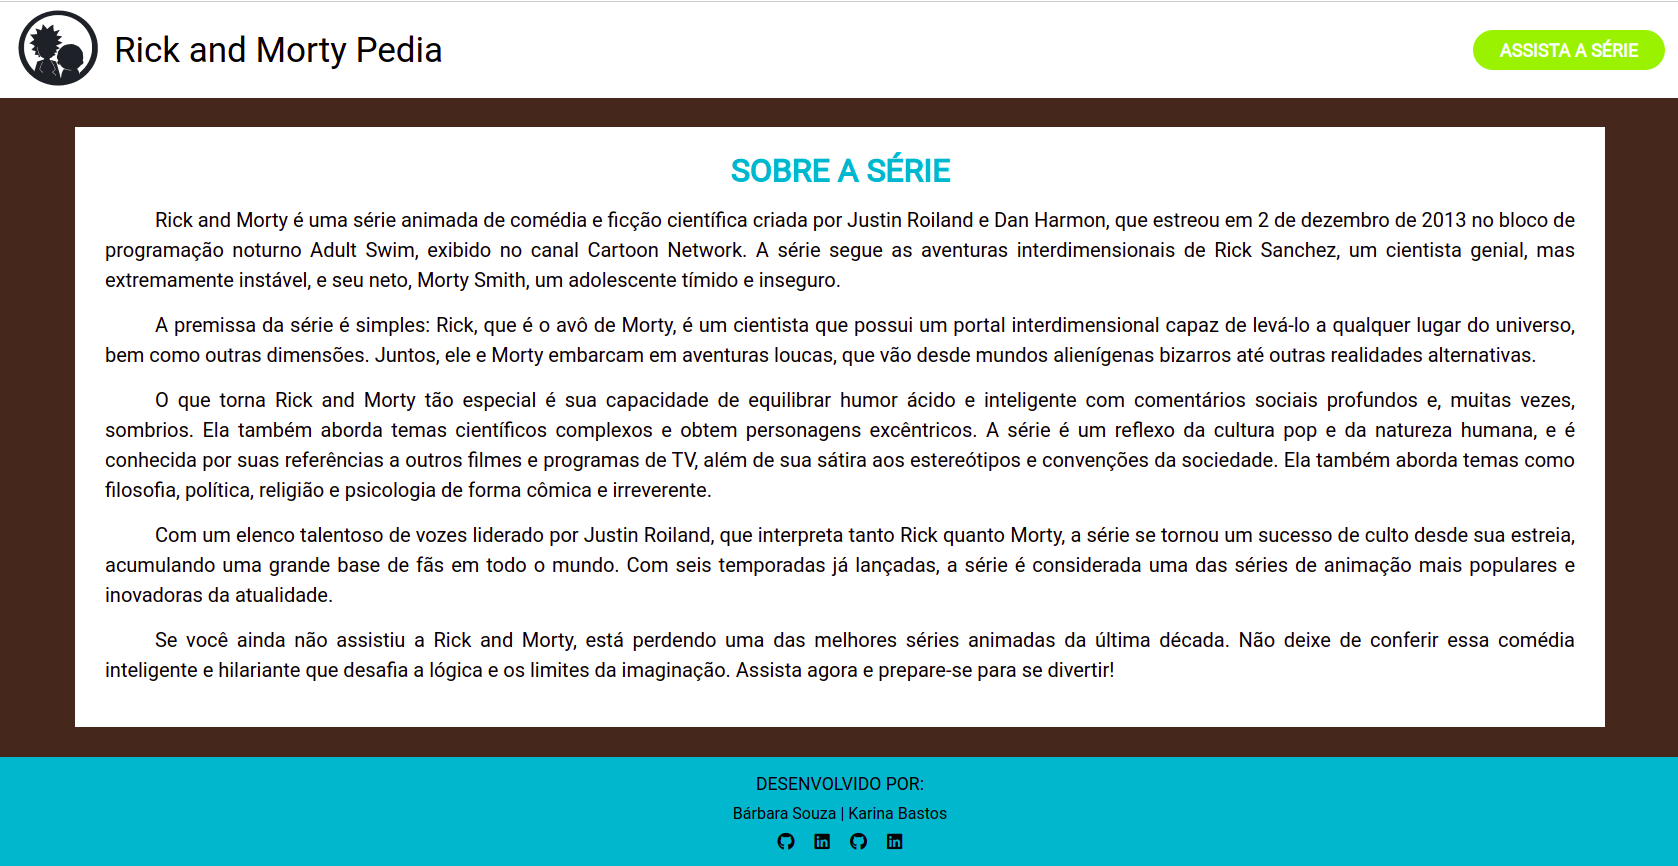 Rick and Morty Pedia
ASSISTA A SÉRIE
SOBRE A SÉRIE
Rick and Morty é uma série animada de comédia e ficção científica criada por Justin Roiland e Dan Harmon, que estreou em 2 de dezembro de 2013 no bloco de
programação noturno Adult Swim, exibido no canal Cartoon Network. A série segue as aventuras interdimensionais de Rick Sanchez, um cientista genial, mas
extremamente instável, e seu neto, Morty Smith, um adolescente tímido e inseguro.
A premissa da série é simples: Rick, que é o avô de Morty, é um cientista que possui um portal interdimensional capaz de levá-lo a qualquer lugar do universo,
bem como outras dimensões. Juntos, ele e Morty embarcam em aventuras loucas, que vão desde mundos alienígenas bizarros até outras realidades alternativas.
O que torna Rick and Morty tão especial é sua capacidade de equilibrar humor ácido e inteligente com comentários sociais profundos e, muitas vezes,
sombrios. Ela também aborda temas científicos complexos e obtem personagens excêntricos. A série é um reflexo da cultura pop e da natureza humana, e é
conhecida por suas referências a outros filmes e programas de TV, além de sua sátira aos estereótipos e convenções da sociedade. Ela também aborda temas como
filosofia, política, religião e psicologia de forma cômica e irreverente.
Com um elenco talentoso de vozes liderado por Justin Roiland, que interpreta tanto Rick quanto Morty, a série se tornou um sucesso de culto desde sua estreia,
acumulando uma grande base de fãs em todo o mundo. Com seis temporadas já lançadas, a série é considerada uma das séries de animação mais populares e
inovadoras da atualidade.
Se você ainda não assistiu a Rick and Morty, está perdendo uma das melhores séries animadas da última década. Não deixe de conferir essa comédia
inteligente e hilariante que desafia a lógica e os limites da imaginação. Assista agora e prepare-se para se divertir!
DESENVOLVIDO POR:
Bárbara Souza | Karina Bastos